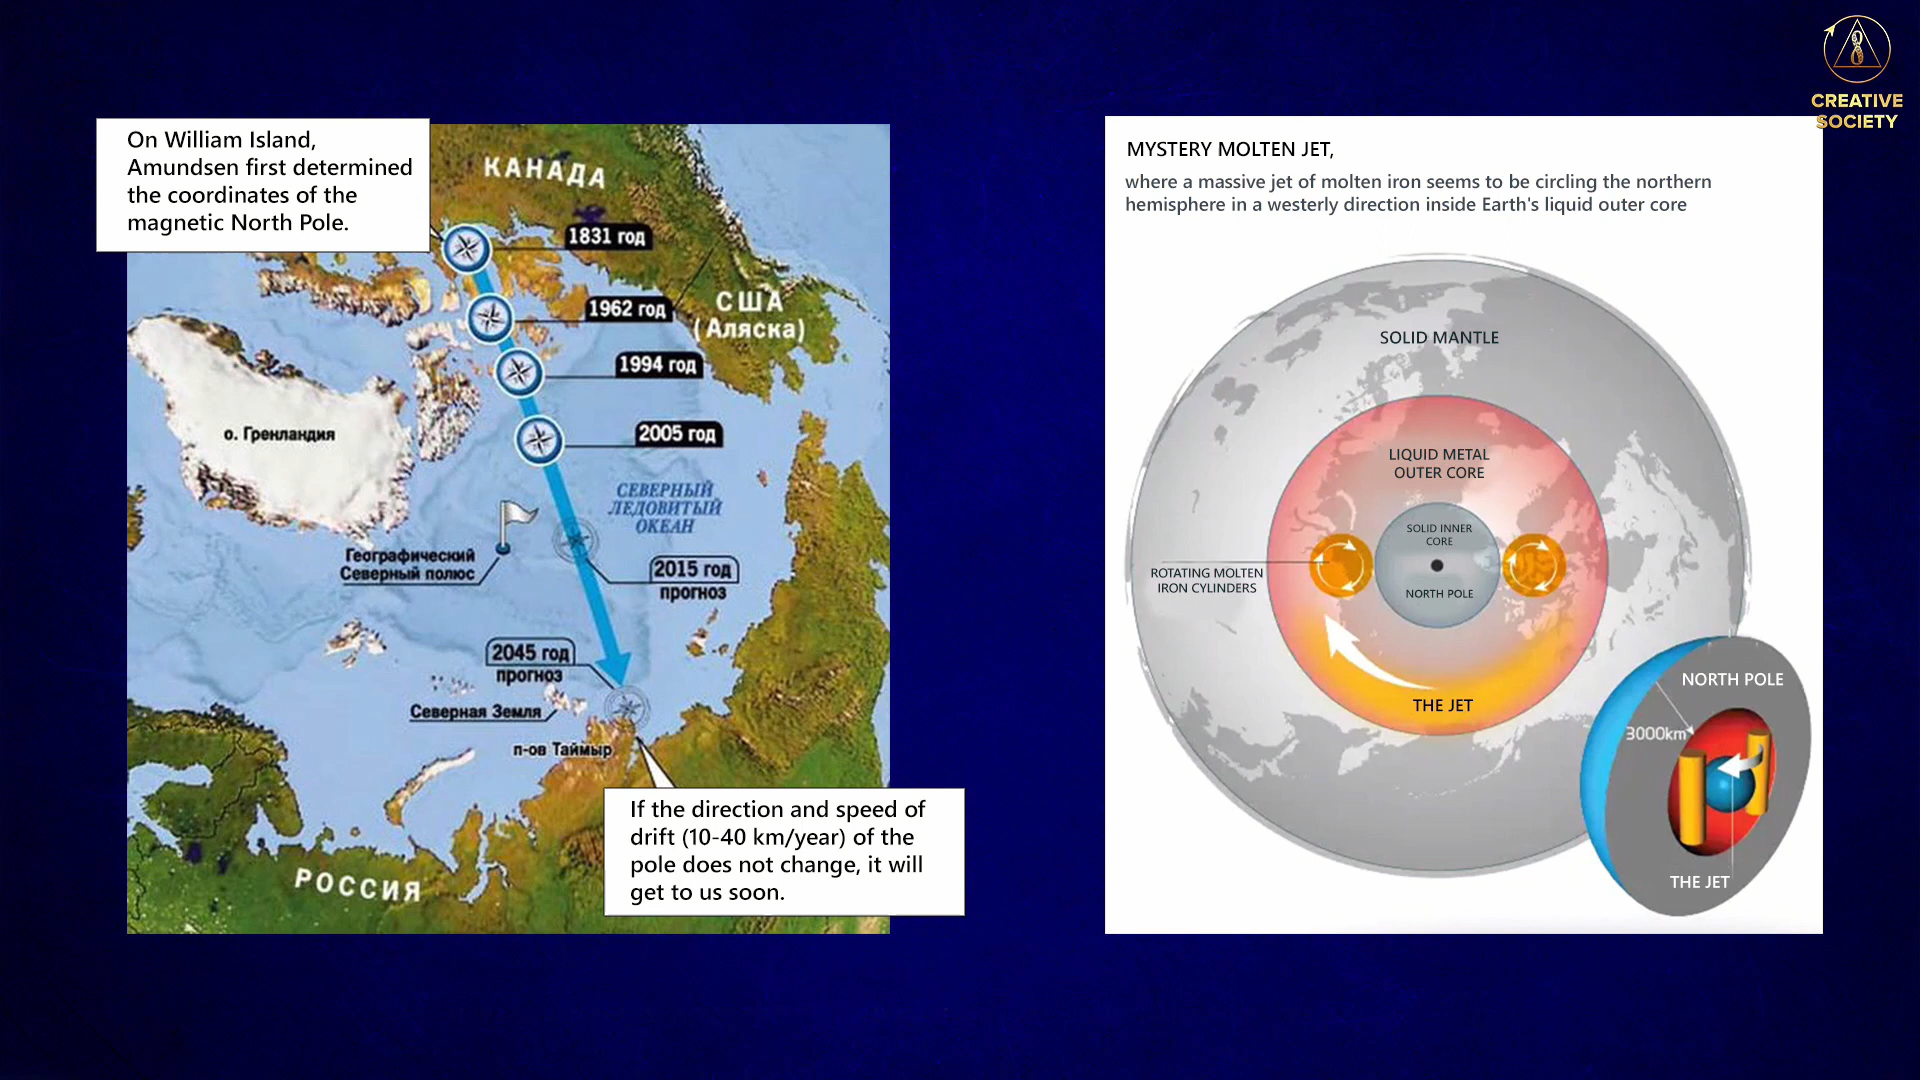 CREATIVE
SOCIETY
On William Island,
Amundsen first determined
the coordinates of the
magnetic North Pole.
КАНАДА
1831 год
1962 год
США
(Аляска)
1994 год
2005 год
о. Гренландия
СЕВЕРНЫЙ
ЛЕДОВИТЫЙ
ОКЕАН
Географический
Северный полюс
2015 год
прогноз
2045 год
прогноз
Северная Земля
п-ов Таймыр
If the direction and speed of
drift (10-40 km/year) of the
pole does not change, it will
get to us soon.
РОССИЯ
MYSTERY MOLTEN JET,
where a massive jet of molten iron seems to be circling the northern
hemisphere in a westerly direction inside Earth's liquid outer core
SOLID MANTLE
LIQUID METAL
OUTER CORE
SOLID INNER
CORE
NORTH POLE
ROTATING MOLTEN
IRON CYLINDERS
THE JET
NORTH POLE
3000km
THE JET